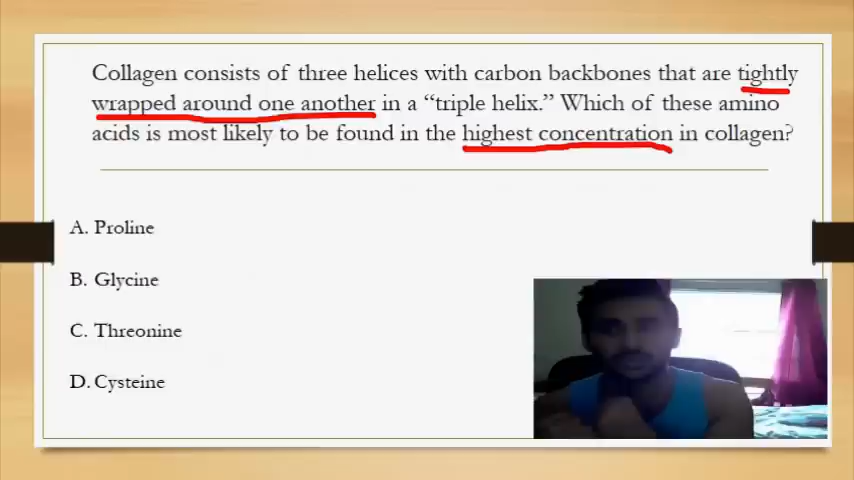 Collagen consists of three helices with carbon backbones that are tightly
wrapped around one another in a “triple helix.” Which of these amino
acids is most likely to be found in the highest concentration in collagen?
A. Proline
B. Glycine
C. Threonine
D. Cysteine